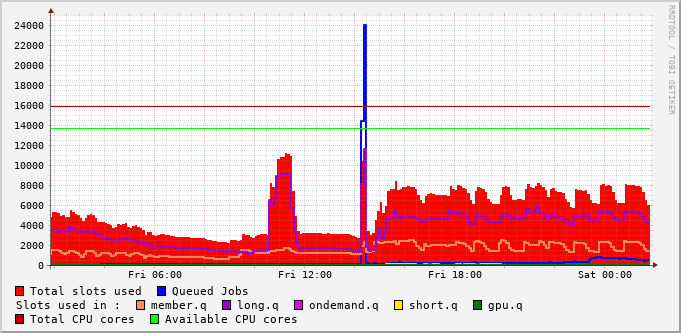 RRDTOOL / TOBI OETIKER
24000
22000
20000
18000
16000
14000
12000
10000
8000
6000
4000
2000
0
Fri 06:00 Fri 12:00 Fri 18:00 Sat 00:00
Total slots used Queued Jobs
Slots used in : member.q long.q ondemand.q short.q gpu.q
Total CPU cores Available CPU cores